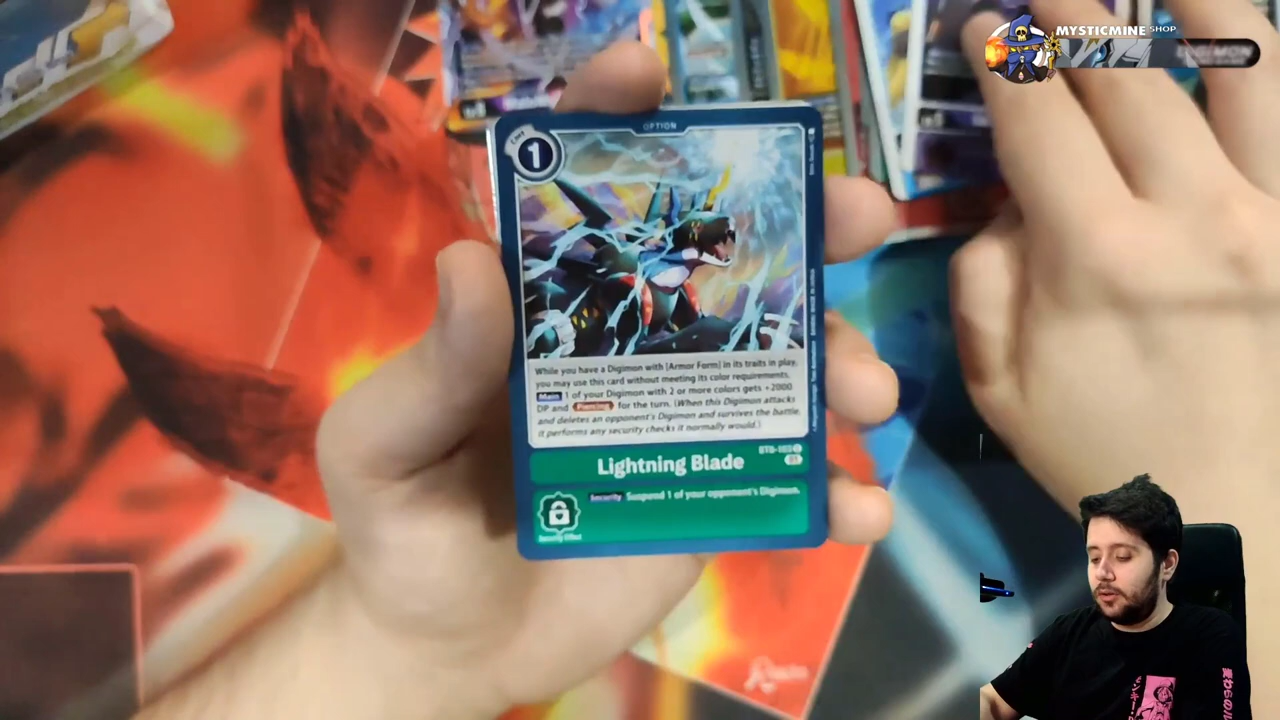 MYSTICMINE SHOP
DIGIMON
OPTION
1
While you have a Digimon with [Armor Form] in its traits in play,
you may use this card without meeting its color requirements.
Main 1 of your Digimon with 2 or more colors gets +2000
DP and Piercing for the turn. (When this Digimon attacks
and deletes an opponent's Digimon and survives the battle,
it performs any security checks it normally would.)
Lightning Blade
Security Suspend 1 of your opponent's Digimon.
Security Effect